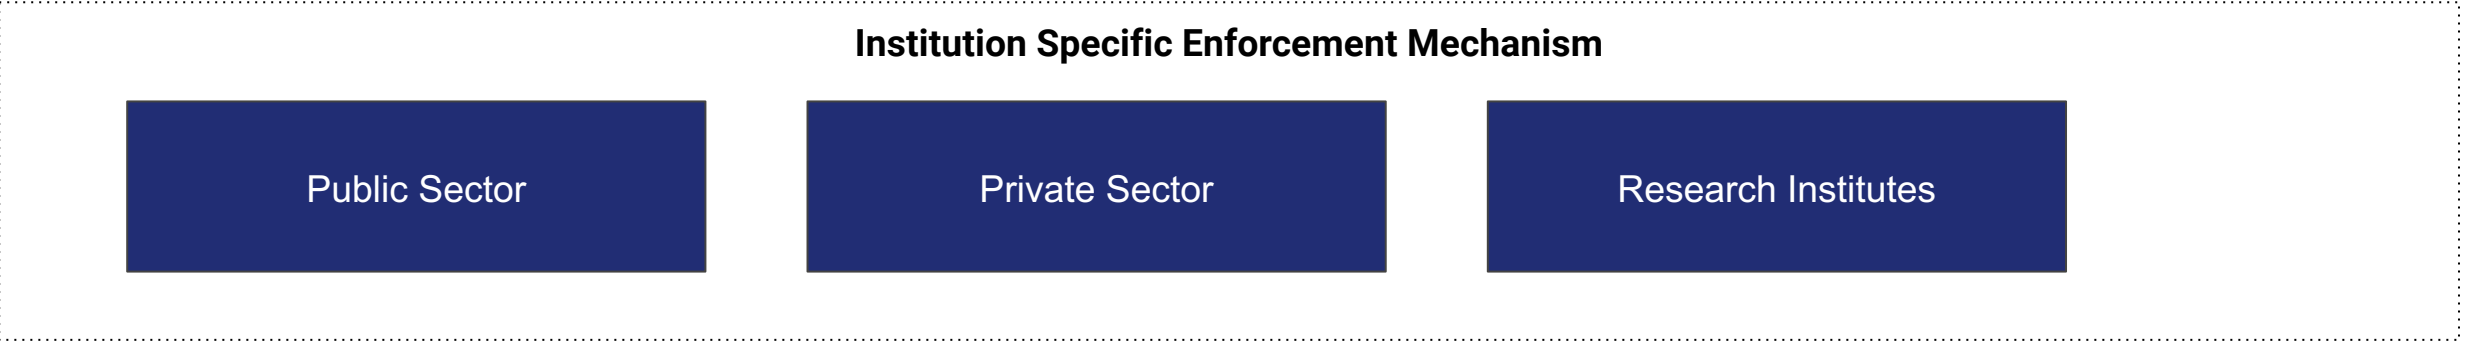 Institution Specific Enforcement Mechanism
Public Sector
Private Sector
Research Institutes